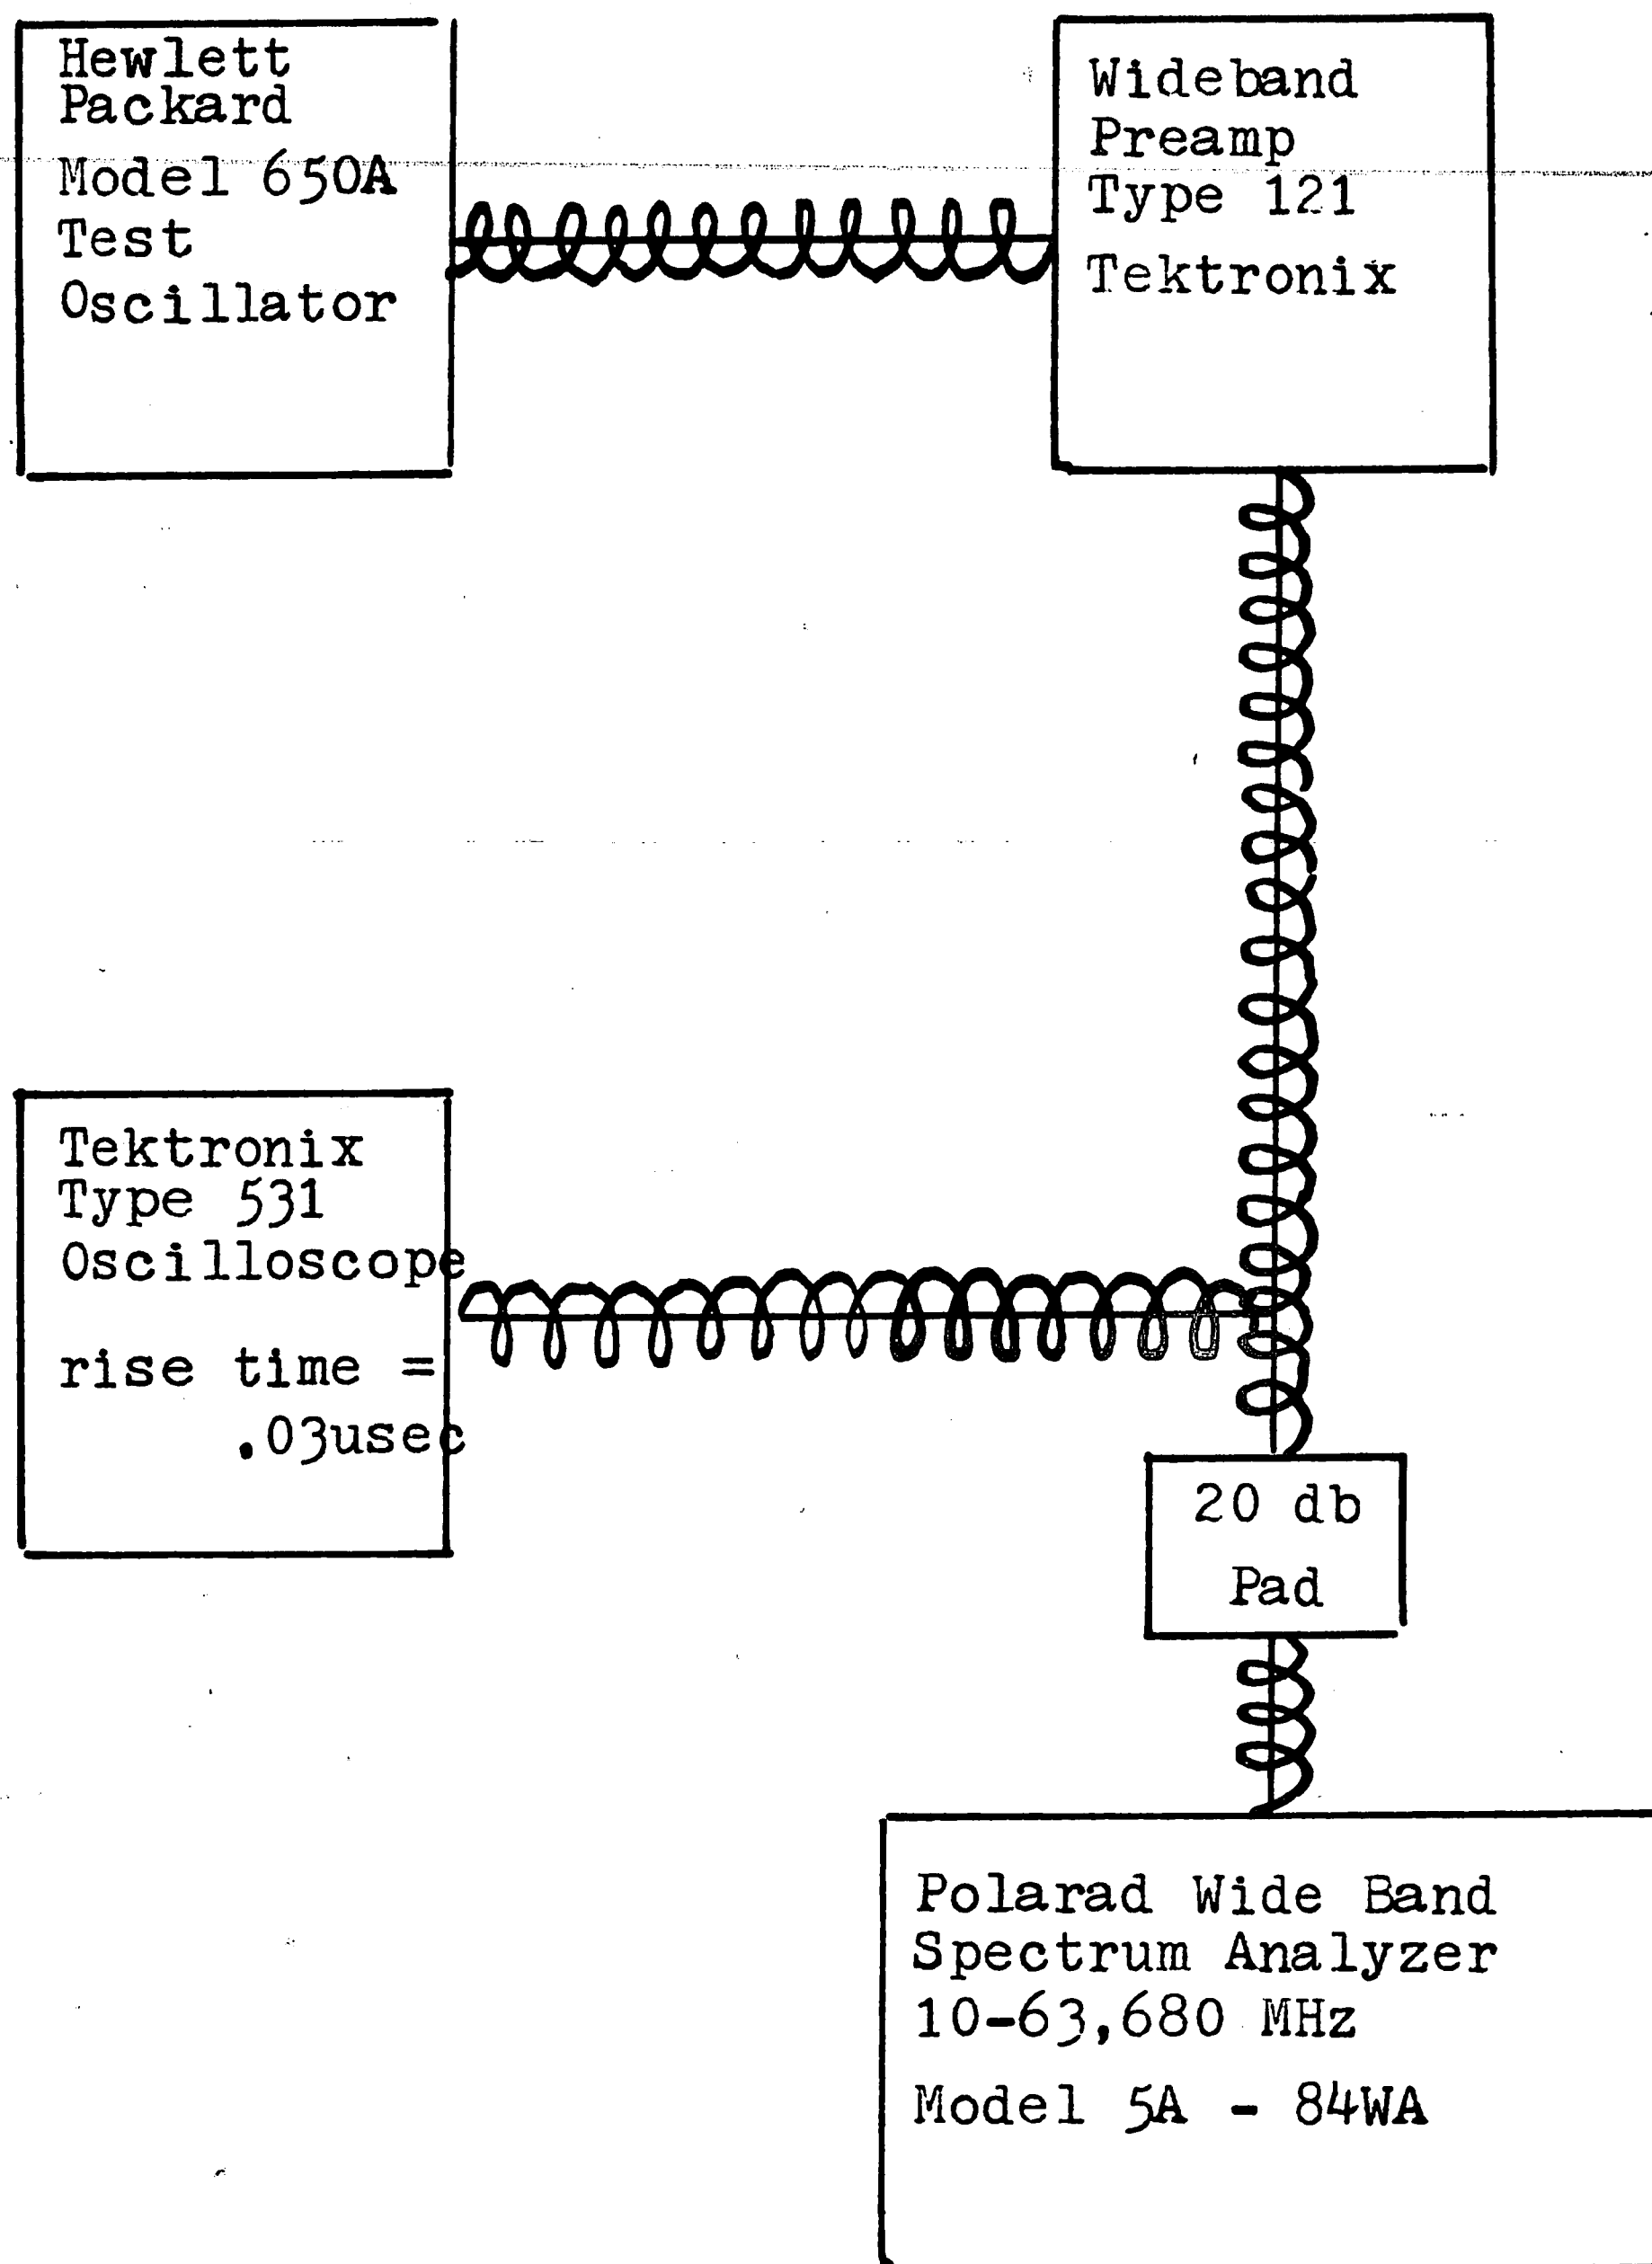 Hewlett
Packard
Model 650A
Test
Oscillator
Wideband
Preamp
Type 121
Tektronix
Tektronix
Type 531
Oscilloscope
rise time =
.03usec
20 db
Pad
Polarad Wide Band
Spectrum Analyzer
10-63,680 MHz
Model 5A - 84WA